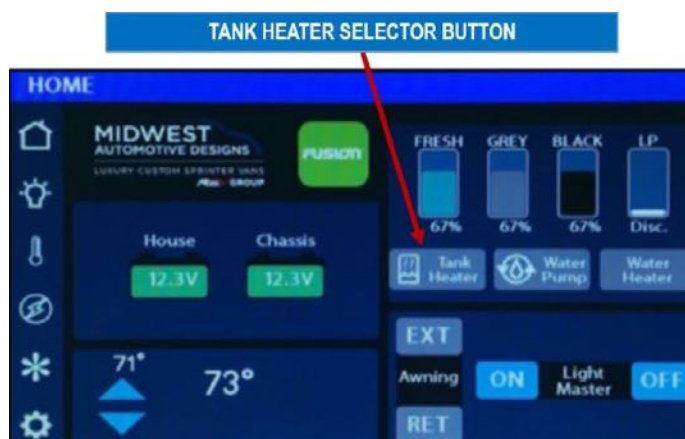 TANK HEATER SELECTOR BUTTON
HOME
MIDWEST
AUTOMOTIVE DESIGNS
LUXURY CUSTOM SPRINTER VANS
GROUP
FUSION
FRESH GREY BLACK LP
67% 67% 67% Disc.
House Chassis
12.3V 12.3V
Tank Heater
Water Pump
Water Heater
71°
73°
EXT
Awning
RET
ON Light Master OFF